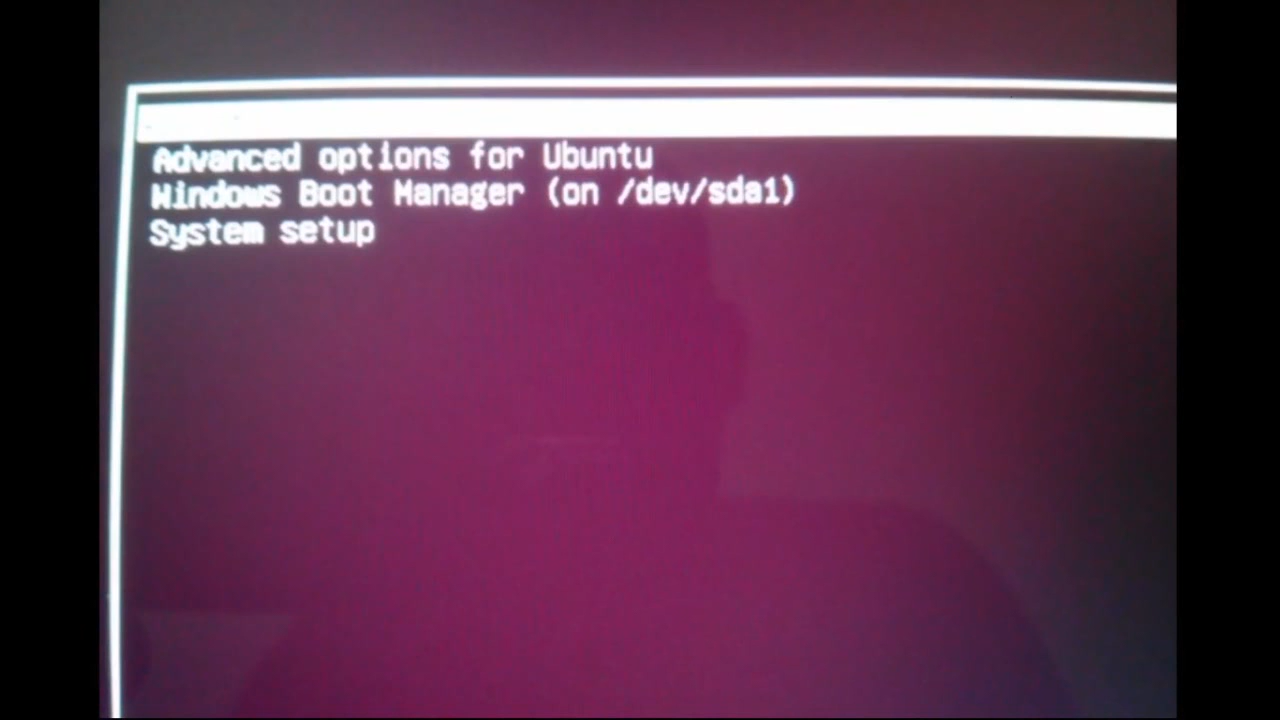 Advanced options for Ubuntu
Windows Boot Manager (on /dev/sda1)
System setup